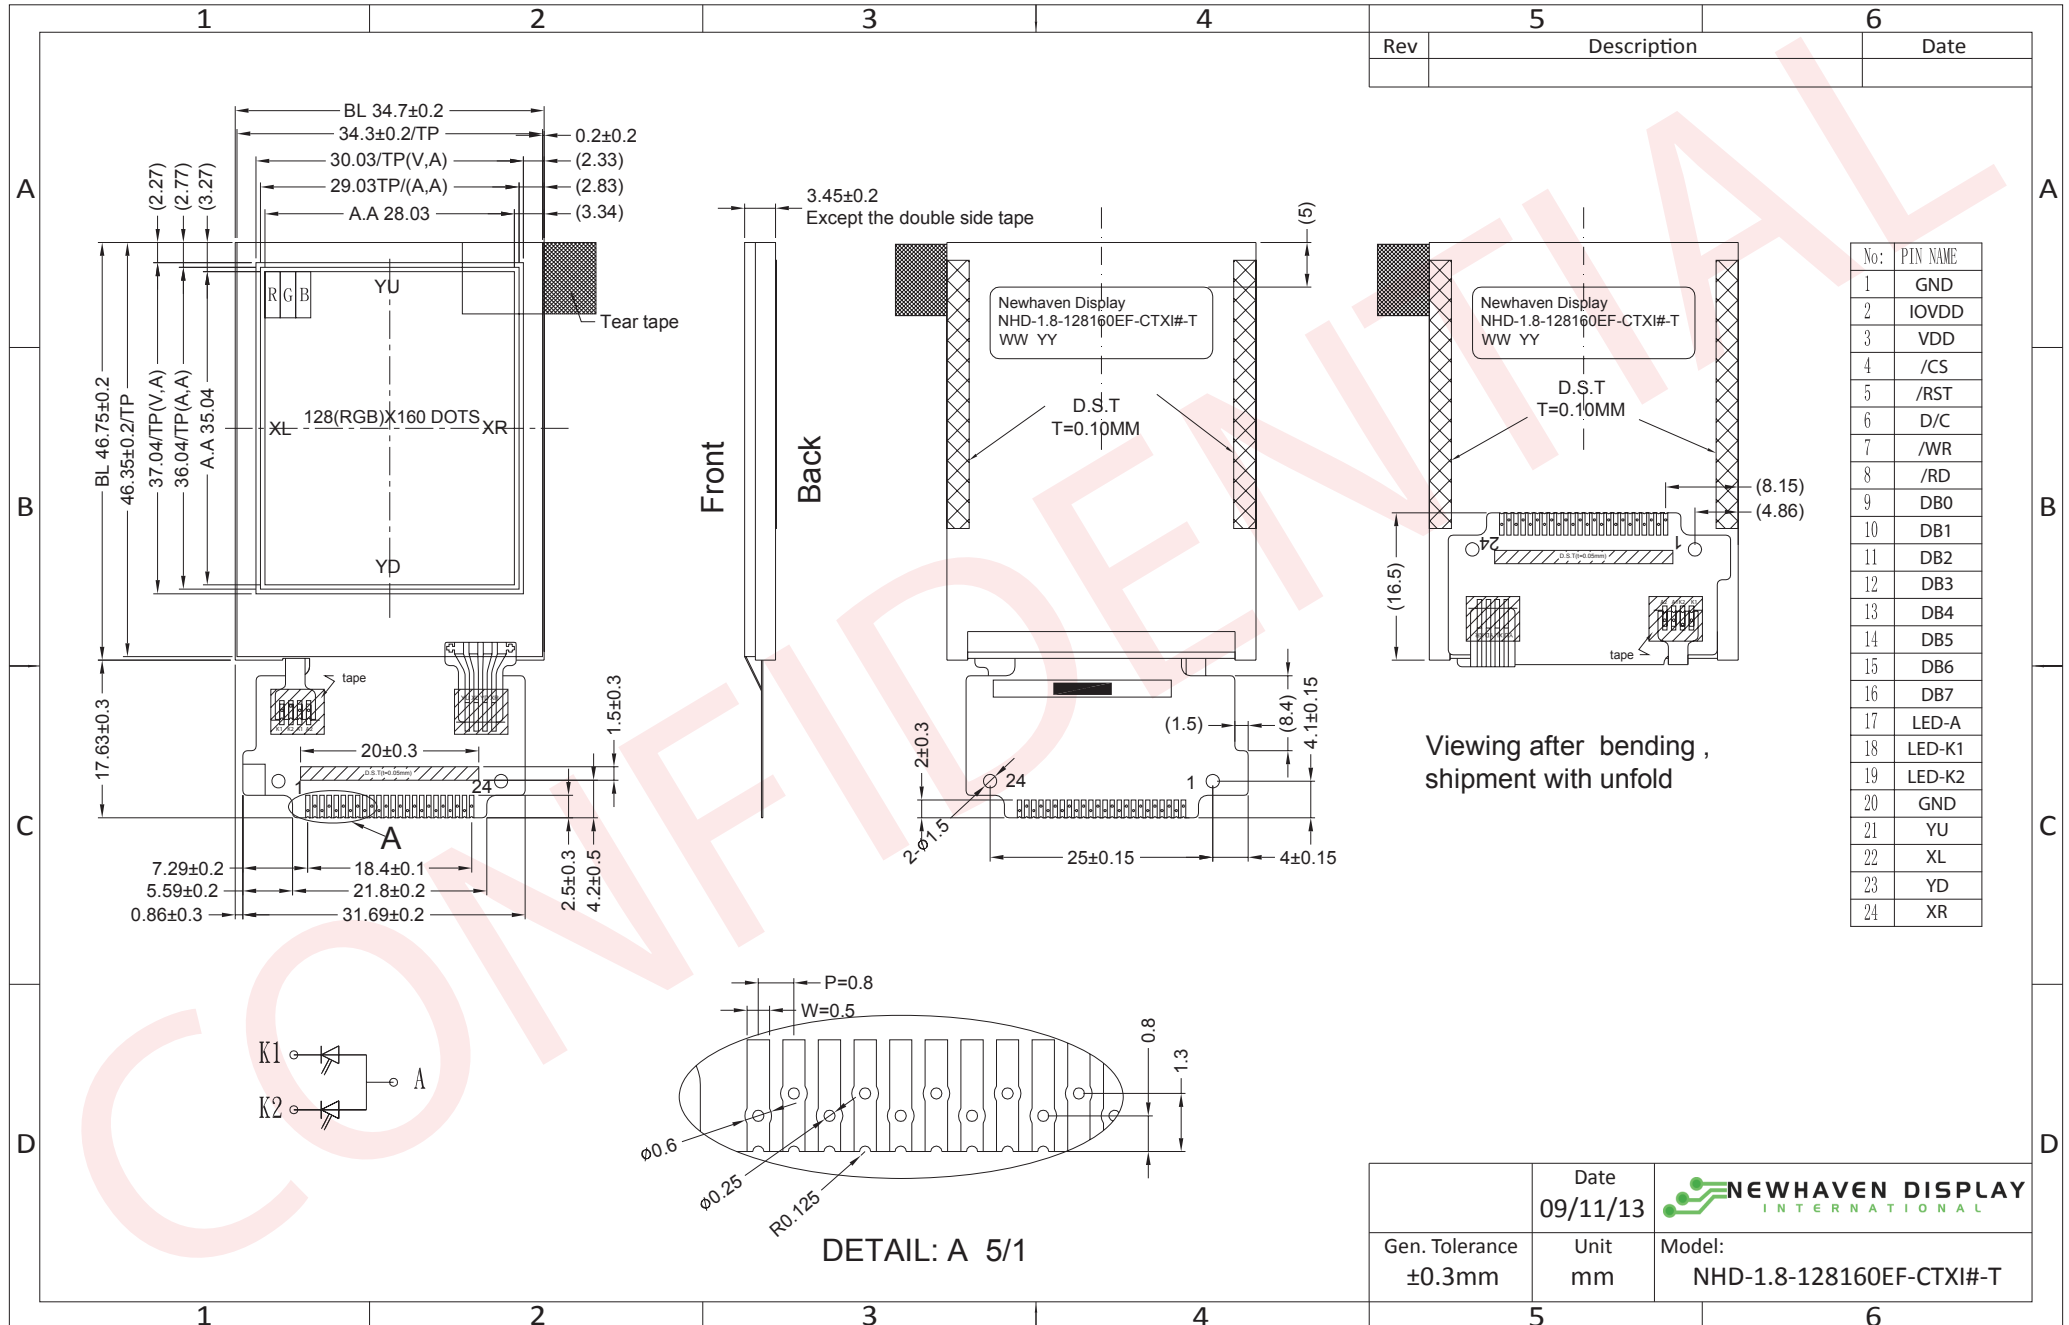 1 2 3 4 5 6
Rev Description Date
A
B
C
D
BL 34.7±0.2
34.3±0.2/TP
0.2±0.2
30.03/TP(V,A)
(2.33)
29.03TP/(A,A)
(2.83)
A.A 28.03
(3.34)
(2.27)
(2.77)
(3.27)
BL 46.75±0.2
46.35±0.2/TP
37.04/TP(V,A)
36.04/TP(A,A)
A.A 35.04
R G B
YU
Tear tape
XL 128(RGB)X160 DOTS XR
YD
tape
17.63±0.3
20±0.3
1.5±0.3
D.S.T(t=0.05mm)
1 24
A
7.29±0.2
18.4±0.1
5.59±0.2
21.8±0.2
0.86±0.3
31.69±0.2
2.5±0.3
4.2±0.5
3.45±0.2
Except the double side tape
Front
Back
(5)
Newhaven Display
NHD-1.8-128160EF-CTXI#-T
WW YY
D.S.T
T=0.10MM
(1.5)
(8.4)
4.1±0.15
2±0.3
24 1
2-ø1.5
25±0.15
4±0.15
Newhaven Display
NHD-1.8-128160EF-CTXI#-T
WW YY
D.S.T
T=0.10MM
(8.15)
(4.86)
24 1
D.S.T(t=0.05mm)
(16.5)
tape
Viewing after bending ,
shipment with unfold
No: PIN NAME
1 GND
2 IOVDD
3 VDD
4 /CS
5 /RST
6 D/C
7 /WR
8 /RD
9 DB0
10 DB1
11 DB2
12 DB3
13 DB4
14 DB5
15 DB6
16 DB7
17 LED-A
18 LED-K1
19 LED-K2
20 GND
21 YU
22 XL
23 YD
24 XR
K1
K2
A
P=0.8
W=0.5
0.8
1.3
ø0.6
ø0.25
R0.125
DETAIL: A 5/1
CONFIDENTIAL
Date
09/11/13
NEWHAVEN DISPLAY
INTERNATIONAL
Gen. Tolerance
±0.3mm
Unit
mm
Model:
NHD-1.8-128160EF-CTXI#-T
A
B
C
D
1 2 3 4 5 6